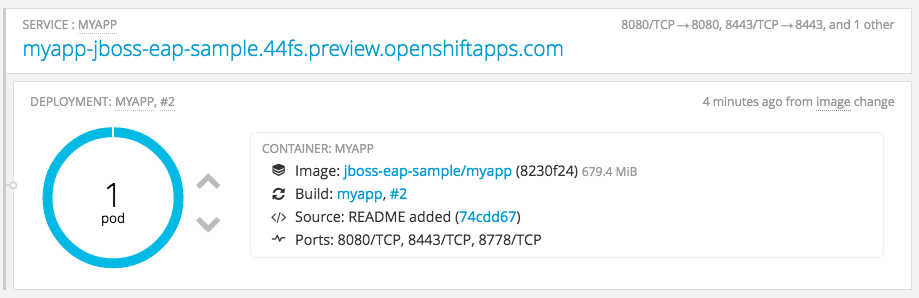 SERVICE : MYAPP
8080/TCP → 8080, 8443/TCP → 8443, and 1 other
myapp-jboss-eap-sample.44fs.preview.openshiftapps.com
DEPLOYMENT: MYAPP, #2
4 minutes ago from image change
1
pod
CONTAINER: MYAPP
Image: jboss-eap-sample/myapp (8230f24) 679.4 MiB
Build: myapp, #2
</> Source: README added (74cdd67)
Ports: 8080/TCP, 8443/TCP, 8778/TCP